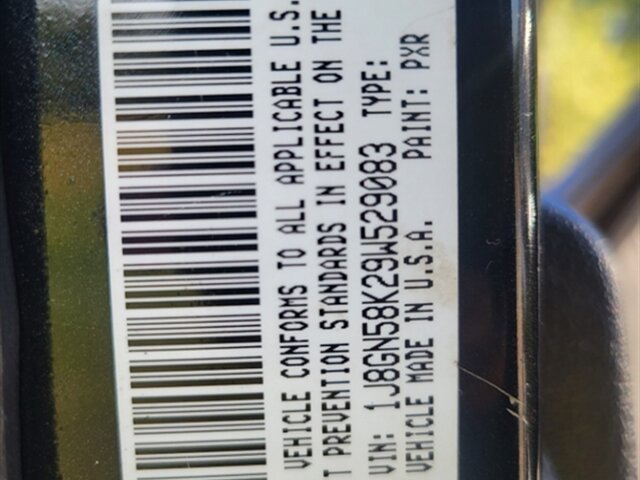 VEHICLE CONFORMS TO ALL APPLICABLE U.S.
T PREVENTION STANDARDS IN EFFECT ON THE
VIN: 1J8GN58K29W529083 TYPE:
VEHICLE MADE IN U.S.A. PAINT: PXR